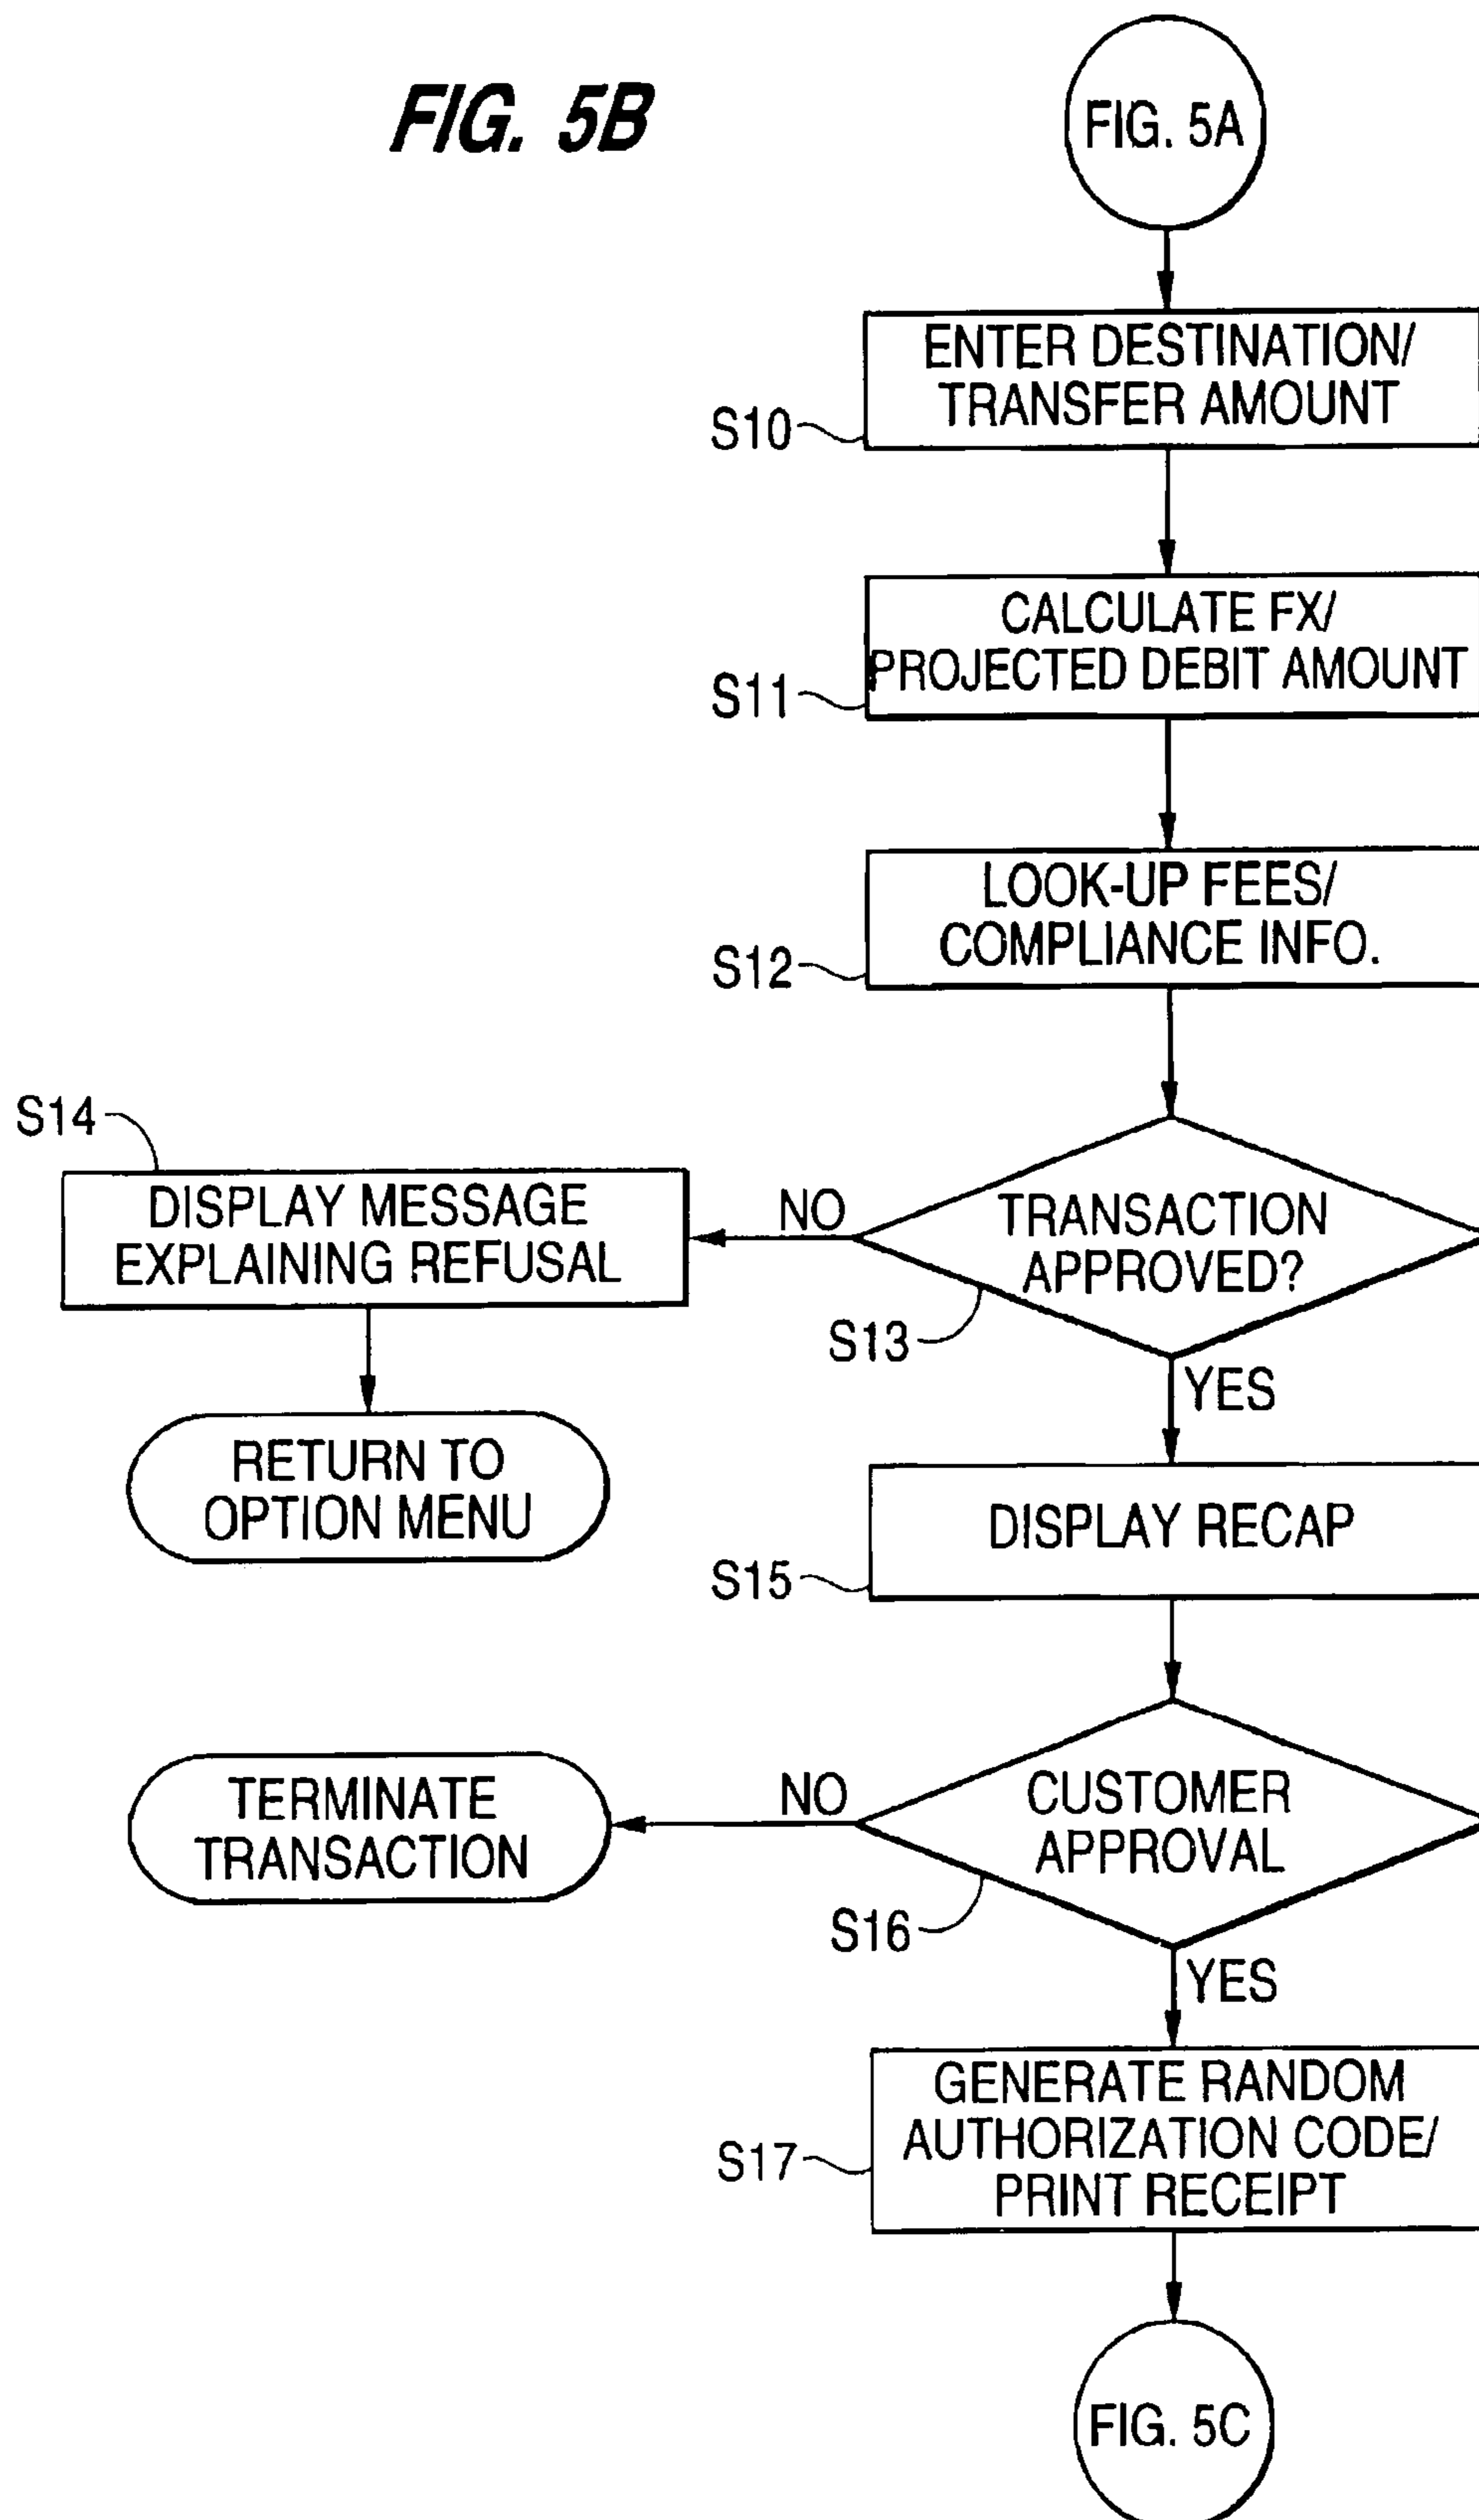 FIG. 5B
FIG. 5A
ENTER DESTINATION/
TRANSFER AMOUNT
S10
CALCULATE FX/
PROJECTED DEBIT AMOUNT
S11
LOOK-UP FEES/
COMPLIANCE INFO.
S12
S14
DISPLAY MESSAGE
EXPLAINING REFUSAL
NO
TRANSACTION
APPROVED?
S13
YES
RETURN TO
OPTION MENU
DISPLAY RECAP
S15
TERMINATE
TRANSACTION
NO
CUSTOMER
APPROVAL
S16
YES
GENERATE RANDOM
AUTHORIZATION CODE/
PRINT RECEIPT
S17
FIG. 5C